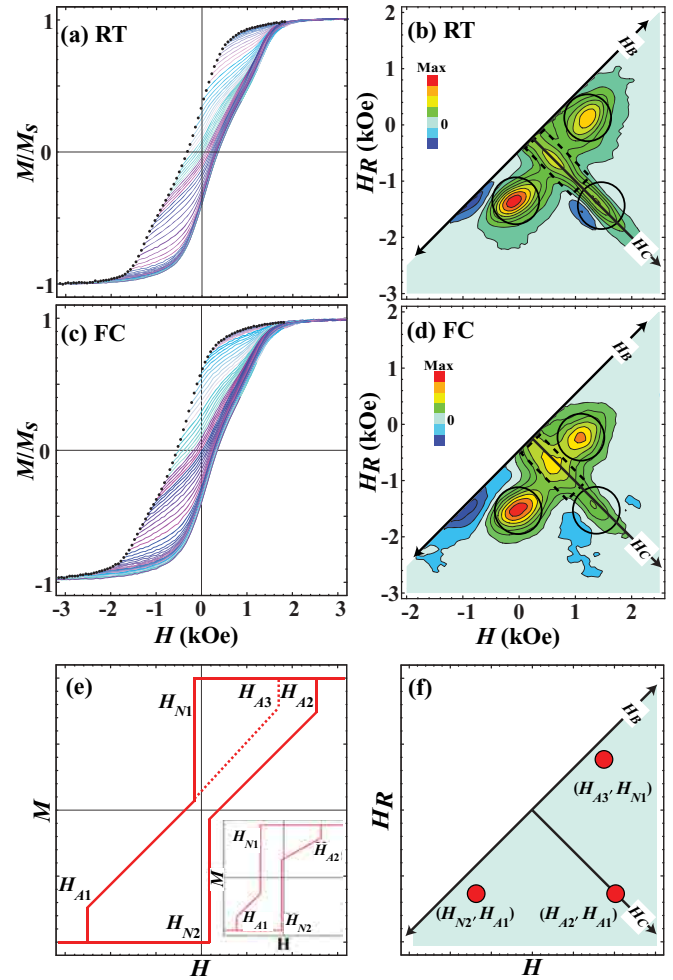 (a) RT
1
0
-1
M/Ms
(b) RT
Max
0
HB
HC
1
0
-1
-2
-3
HR (kOe)
(c) FC
1
0
-1
M/Ms
-3 -2 -1 0 1 2 3
H (kOe)
(d) FC
Max
0
HB
HC
1
0
-1
-2
-3
HR (kOe)
-2 -1 0 1 2
H (kOe)
(e)
HN1
HA3
HA2
HA1
HN2
M
H
HN1
HA2
HA1
HN2
M
H
(f)
HB
(HA3, HN1)
(HN2, HA1)
(HA2, HA1)
HC
HR
H